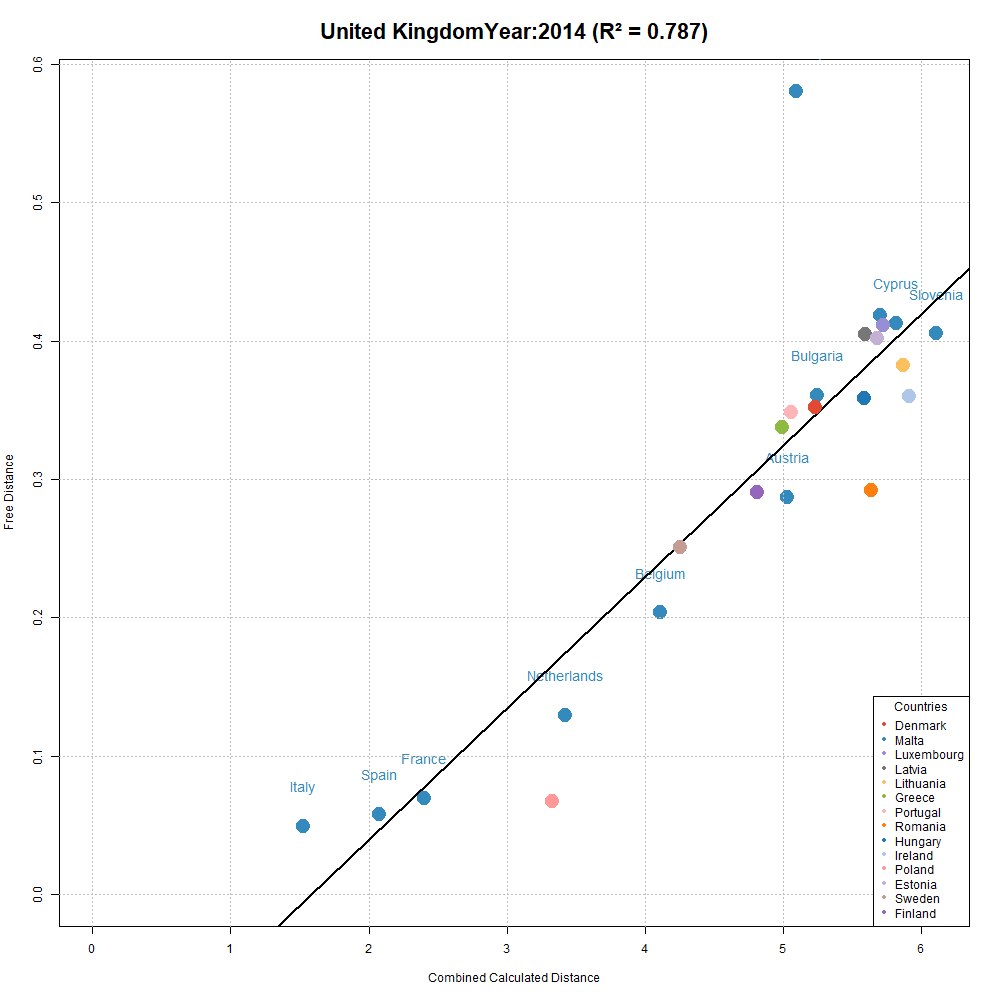 United KingdomYear:2014 (R² = 0.787)
0.6
0.5
0.4
0.3
0.2
0.1
0.0
Free Distance
Cyprus
Slovenia
Bulgaria
Austria
Belgium
Netherlands
France
Spain
Italy
Countries
Denmark
Malta
Luxembourg
Latvia
Lithuania
Greece
Portugal
Romania
Hungary
Ireland
Poland
Estonia
Sweden
Finland
0 1 2 3 4 5 6
Combined Calculated Distance